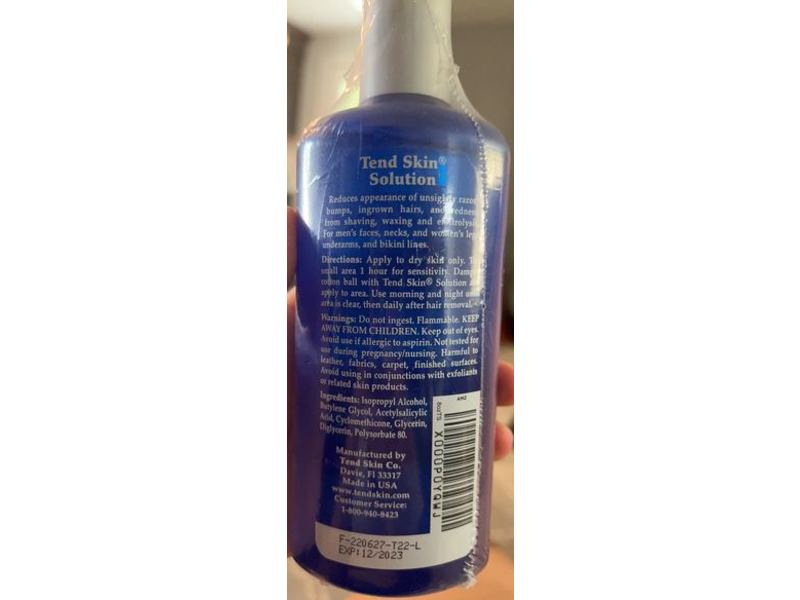 Tend Skin®
Solution
Reduces appearance of unsightly razor
bumps, ingrown hairs, and redness
from shaving, waxing and electrolysis.
For men's faces, necks, and women's leg
underarms, and bikini lines.
Directions: Apply to dry skin only. T
small area 1 hour for sensitivity. Damp
cotton ball with Tend Skin® Solution a
apply to area. Use morning and night un
area is clear, then daily after hair removal.
Warnings: Do not ingest. Flammable. KEEP
AWAY FROM CHILDREN. Keep out of eyes.
Avoid use if allergic to aspirin. Not tested for
use during pregnancy/nursing. Harmful to
leather, fabrics, carpet, finished surfaces.
Avoid using in conjunctions with exfoliants
or related skin products.
Ingredients: Isopropyl Alcohol,
Butylene Glycol, Acetylsalicylic
Acid, Cyclomethicone, Glycerin,
Diglycerin, Polysorbate 80.
Manufactured by
Tend Skin Co.
Davie, Fl 33317
Made in USA
www.tendskin.com
Customer Service:
1-800-940-8423
8ozTS
X000P0YQWJ
F-220627-T22-L
EXP:12/2023